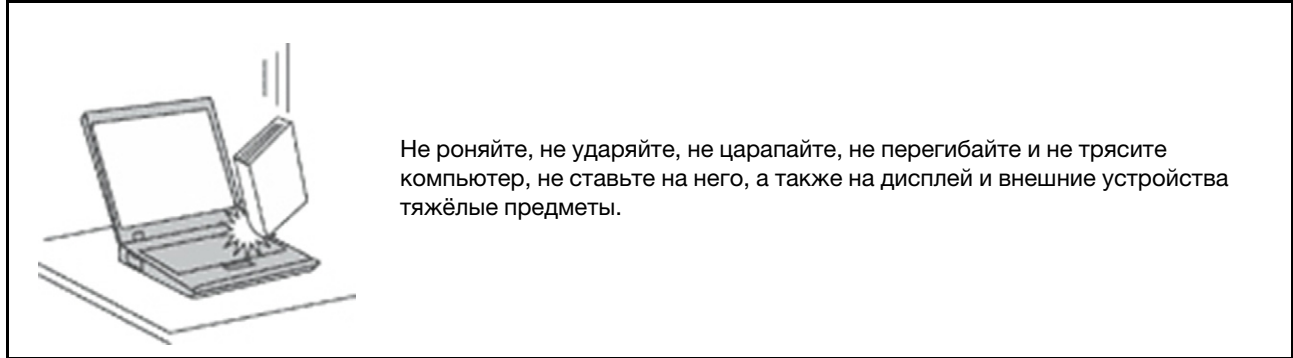 Не роняйте, не ударяйте, не царапайте, не перегибайте и не трясите
компьютер, не ставьте на него, а также на дисплей и внешние устройства
тяжёлые предметы.